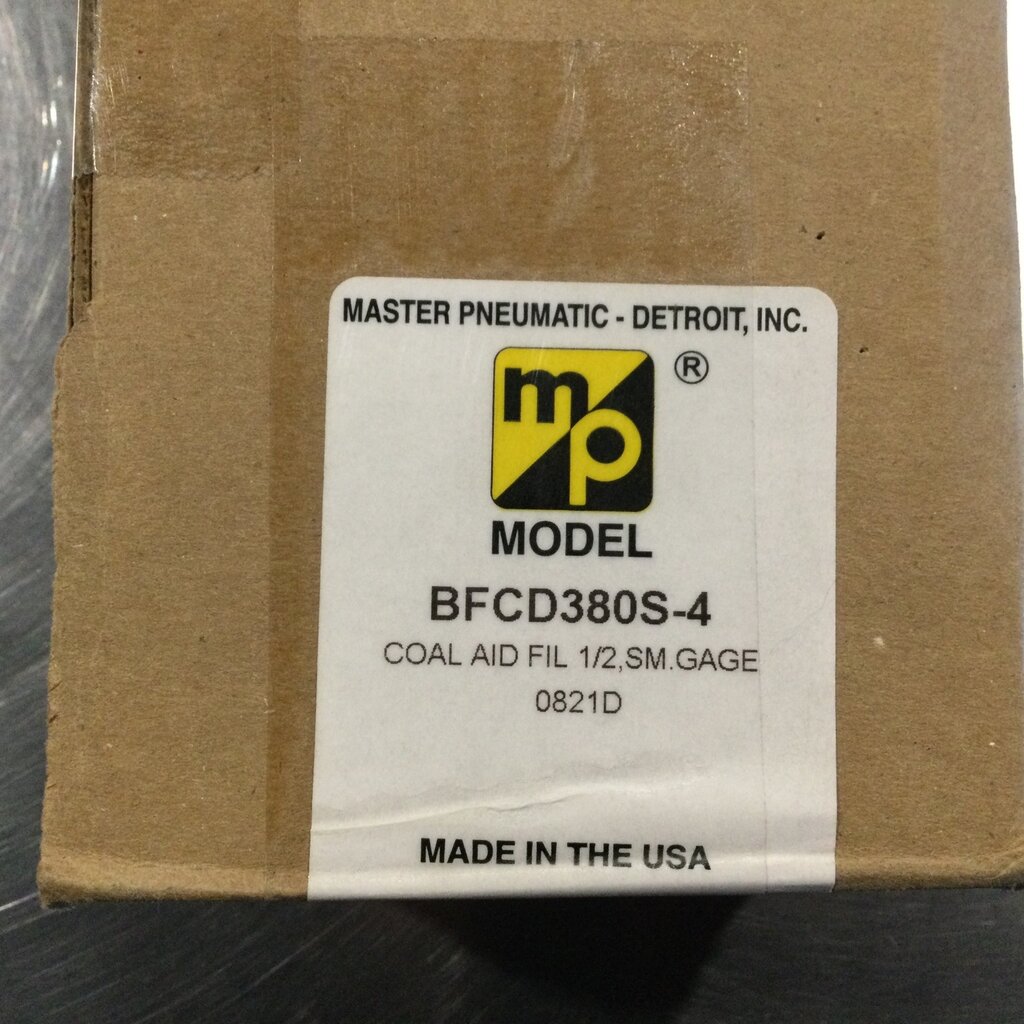 MASTER PNEUMATIC - DETROIT, INC.
mp ®
MODEL
BFCD380S-4
COAL AID FIL 1/2,SM.GAGE
0821D
MADE IN THE USA